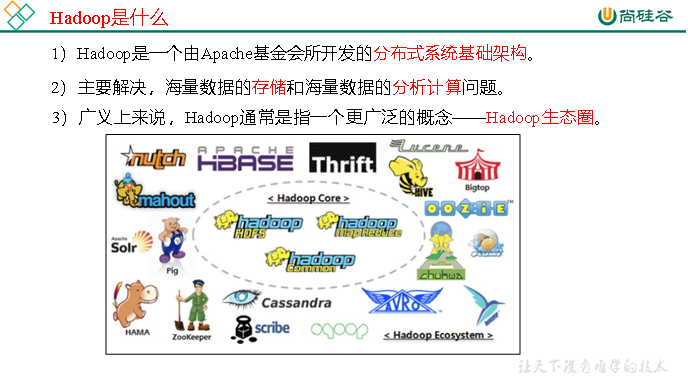 Hadoop是什么
尚硅谷
1）Hadoop是一个由Apache基金会所开发的分布式系统基础架构。
2）主要解决，海量数据的存储和海量数据的分析计算问题。
3）广义上来说，Hadoop通常是指一个更广泛的概念——Hadoop生态圈。
nutch
APACHE
HBASE
Thrift
Lucene
HIVE
Bigtop
mahout
OOZIE™
< Hadoop Core >
hadoop
HDFS
hadoop
Map Reduce
hadoop
Common
Apache
Solr
Pig
chukwa
flume
HAMA
ZooKeeper
Cassandra
scribe
sqoop
AVRO
< Hadoop Ecosystem >
让天下没有难学的技术